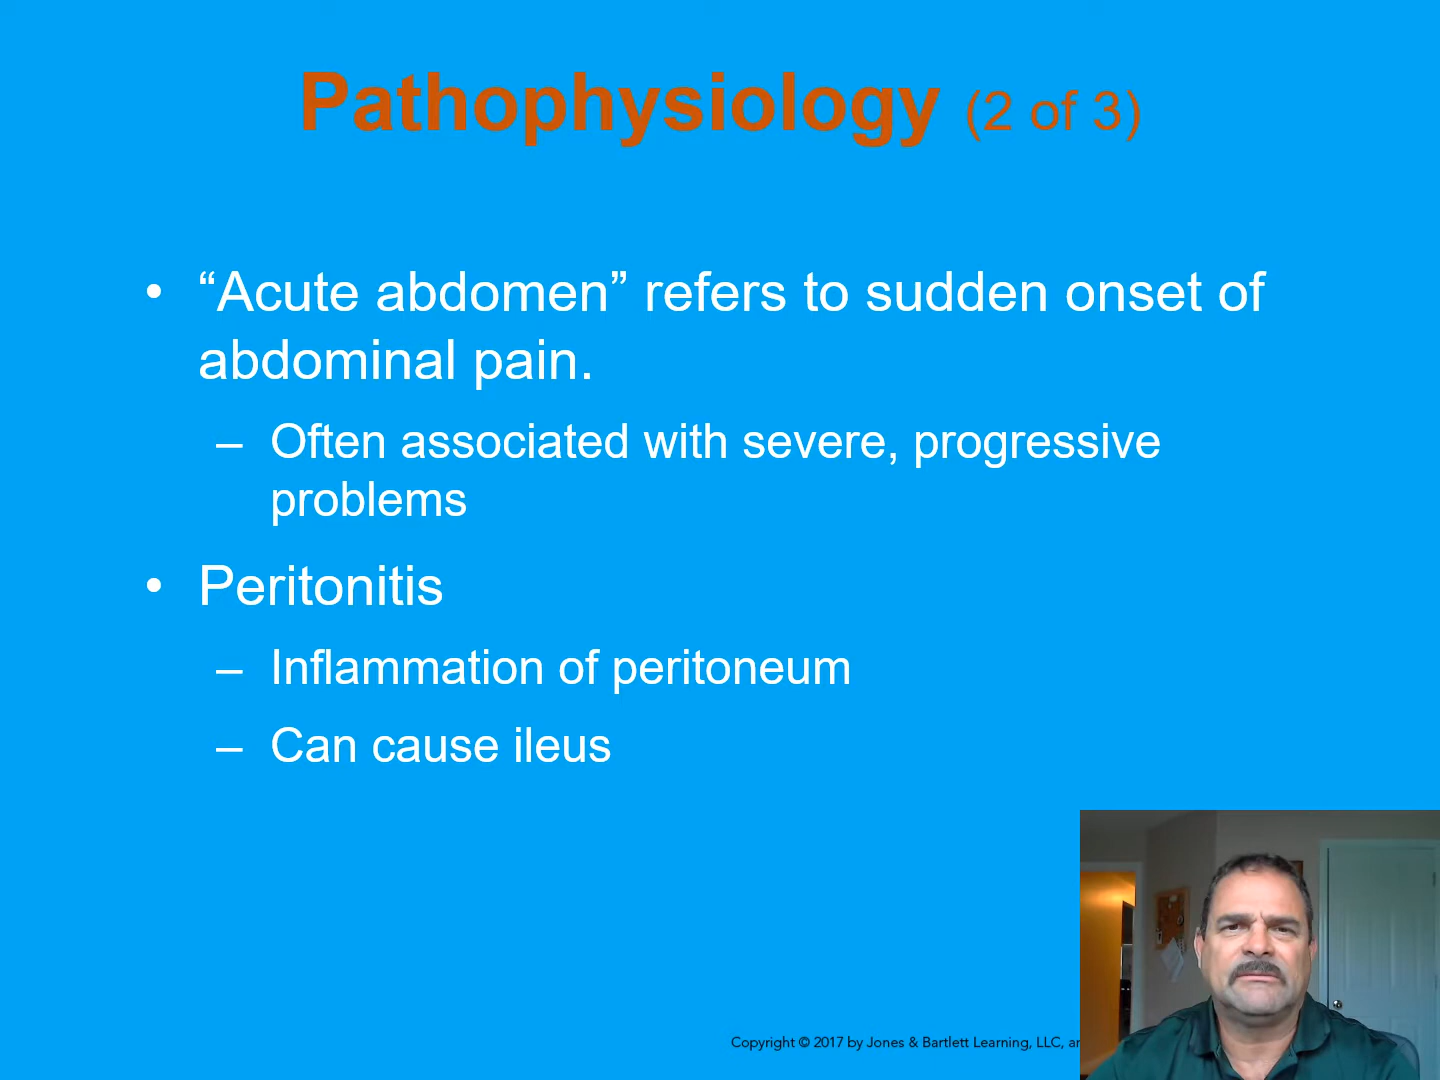 Pathophysiology (2 of 3)
• “Acute abdomen” refers to sudden onset of
abdominal pain.
– Often associated with severe, progressive
problems
• Peritonitis
– Inflammation of peritoneum
– Can cause ileus
Copyright © 2017 by Jones & Bartlett Learning, LLC,